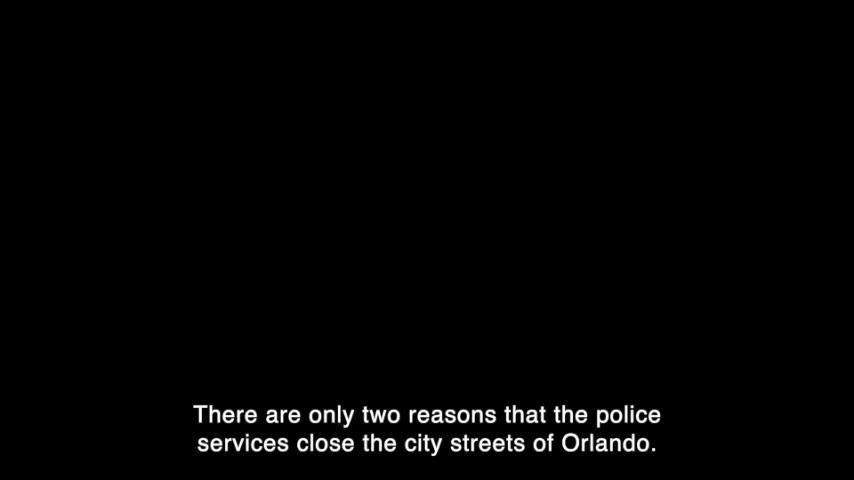 There are only two reasons that the police
services close the city streets of Orlando.